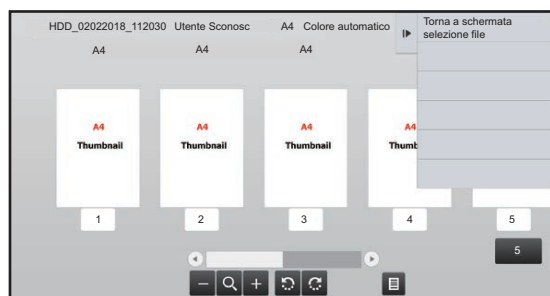 HDD_02022018_112030 Utente Sconosc A4 Colore automatico
Torna a schermata
selezione file
A4 A4 A4
A4 A4 A4 A4
Thumbnail Thumbnail Thumbnail Thumb
1 2 3 4 5
5